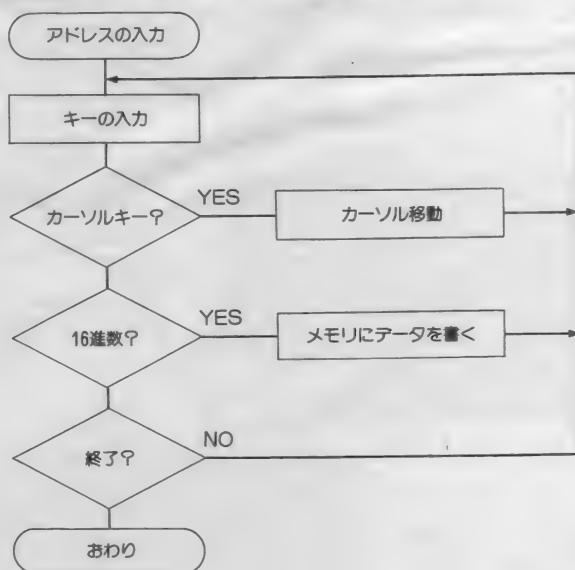 アドレスの入力
キーの入力
カーソルキー?
YES
カーソル移動
16進数?
YES
メモリにデータを書く
終了?
NO
おわり